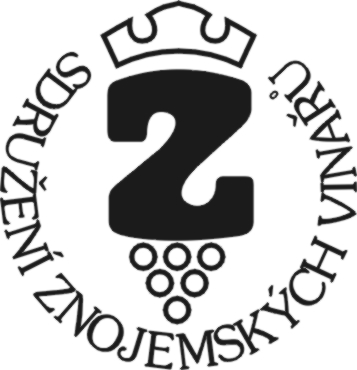 SDRUŽENÍ ZNOJEMSKÝCH VINAŘŮ
Z